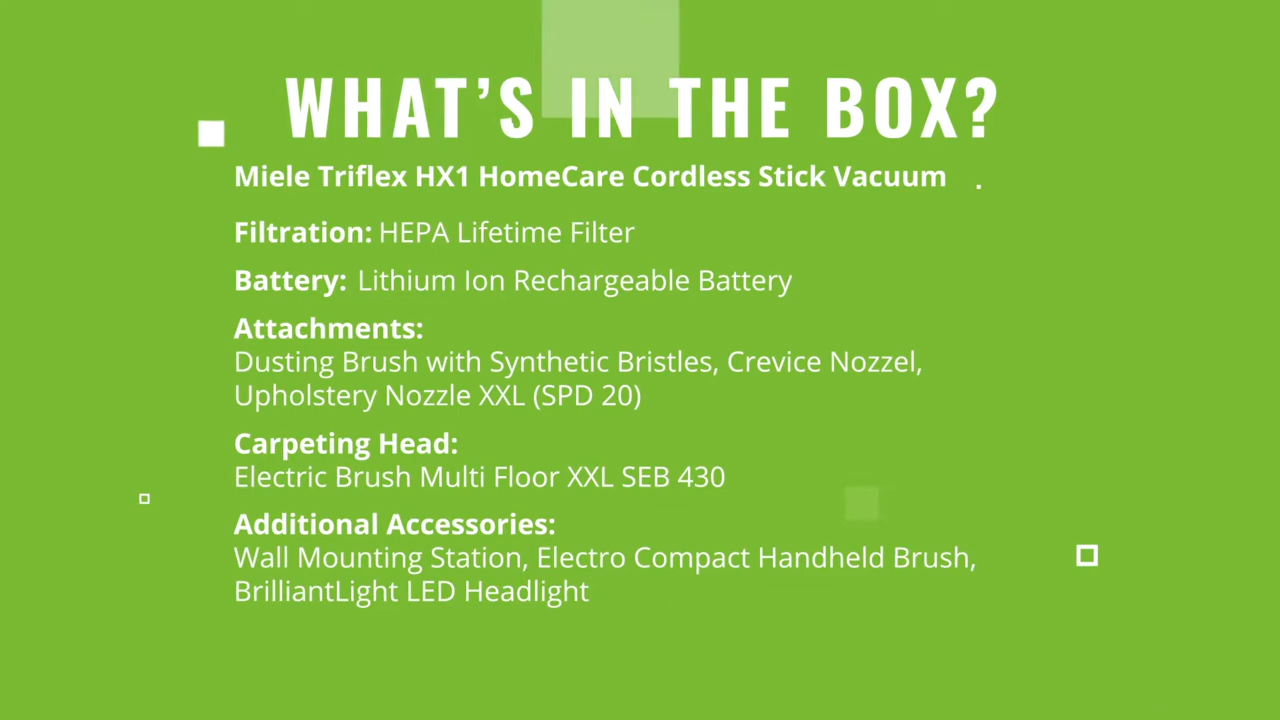 WHAT'S IN THE BOX?
Miele Triflex HX1 HomeCare Cordless Stick Vacuum .
Filtration: HEPA Lifetime Filter
Battery: Lithium Ion Rechargeable Battery
Attachments:
Dusting Brush with Synthetic Bristles, Crevice Nozzel,
Upholstery Nozzle XXL (SPD 20)
Carpeting Head:
Electric Brush Multi Floor XXL SEB 430
Additional Accessories:
Wall Mounting Station, Electro Compact Handheld Brush,
BrilliantLight LED Headlight